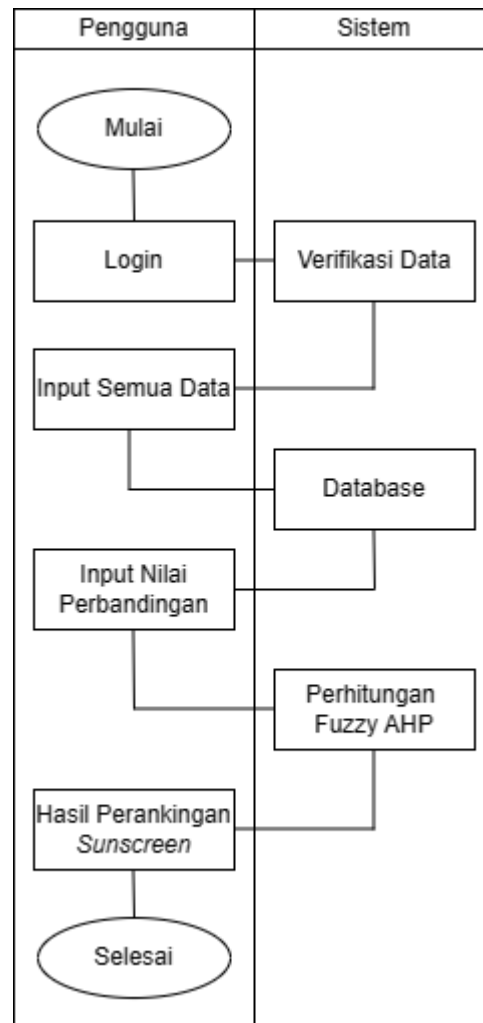 Pengguna
Sistem
Mulai
Login
Verifikasi Data
Input Semua Data
Database
Input Nilai
Perbandingan
Perhitungan
Fuzzy AHP
Hasil Perankingan
Sunscreen
Selesai